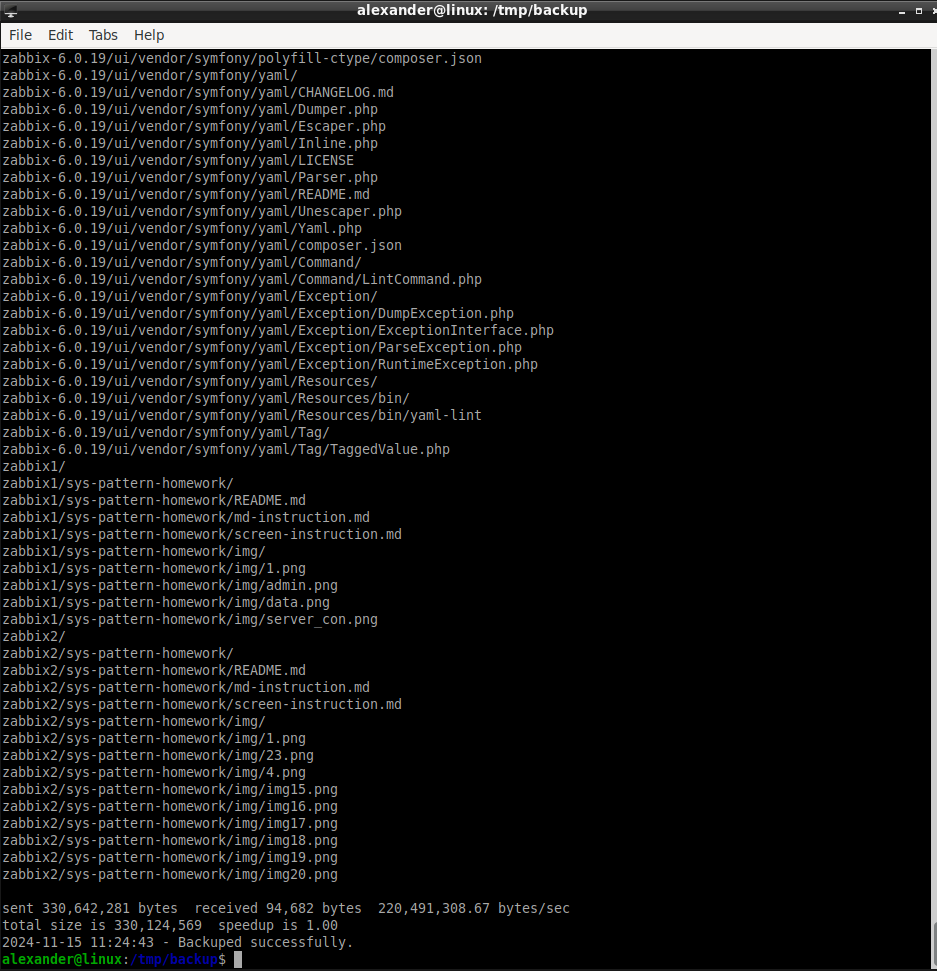 alexander@linux: /tmp/backup
File Edit Tabs Help
zabbix-6.0.19/ui/vendor/symfony/polyfill-ctype/composer.json
zabbix-6.0.19/ui/vendor/symfony/yaml/
zabbix-6.0.19/ui/vendor/symfony/yaml/CHANGELOG.md
zabbix-6.0.19/ui/vendor/symfony/yaml/Dumper.php
zabbix-6.0.19/ui/vendor/symfony/yaml/Escaper.php
zabbix-6.0.19/ui/vendor/symfony/yaml/Inline.php
zabbix-6.0.19/ui/vendor/symfony/yaml/LICENSE
zabbix-6.0.19/ui/vendor/symfony/yaml/Parser.php
zabbix-6.0.19/ui/vendor/symfony/yaml/README.md
zabbix-6.0.19/ui/vendor/symfony/yaml/Unescaper.php
zabbix-6.0.19/ui/vendor/symfony/yaml/Yaml.php
zabbix-6.0.19/ui/vendor/symfony/yaml/composer.json
zabbix-6.0.19/ui/vendor/symfony/yaml/Command/
zabbix-6.0.19/ui/vendor/symfony/yaml/Command/LintCommand.php
zabbix-6.0.19/ui/vendor/symfony/yaml/Exception/
zabbix-6.0.19/ui/vendor/symfony/yaml/Exception/DumpException.php
zabbix-6.0.19/ui/vendor/symfony/yaml/Exception/ExceptionInterface.php
zabbix-6.0.19/ui/vendor/symfony/yaml/Exception/ParseException.php
zabbix-6.0.19/ui/vendor/symfony/yaml/Exception/RuntimeException.php
zabbix-6.0.19/ui/vendor/symfony/yaml/Resources/
zabbix-6.0.19/ui/vendor/symfony/yaml/Resources/bin/
zabbix-6.0.19/ui/vendor/symfony/yaml/Resources/bin/yaml-lint
zabbix-6.0.19/ui/vendor/symfony/yaml/Tag/
zabbix-6.0.19/ui/vendor/symfony/yaml/Tag/TaggedValue.php
zabbix1/
zabbix1/sys-pattern-homework/
zabbix1/sys-pattern-homework/README.md
zabbix1/sys-pattern-homework/md-instruction.md
zabbix1/sys-pattern-homework/screen-instruction.md
zabbix1/sys-pattern-homework/img/
zabbix1/sys-pattern-homework/img/1.png
zabbix1/sys-pattern-homework/img/admin.png
zabbix1/sys-pattern-homework/img/data.png
zabbix1/sys-pattern-homework/img/server_con.png
zabbix2/
zabbix2/sys-pattern-homework/
zabbix2/sys-pattern-homework/README.md
zabbix2/sys-pattern-homework/md-instruction.md
zabbix2/sys-pattern-homework/screen-instruction.md
zabbix2/sys-pattern-homework/img/
zabbix2/sys-pattern-homework/img/1.png
zabbix2/sys-pattern-homework/img/23.png
zabbix2/sys-pattern-homework/img/4.png
zabbix2/sys-pattern-homework/img/img15.png
zabbix2/sys-pattern-homework/img/img16.png
zabbix2/sys-pattern-homework/img/img17.png
zabbix2/sys-pattern-homework/img/img18.png
zabbix2/sys-pattern-homework/img/img19.png
zabbix2/sys-pattern-homework/img/img20.png
sent 330,642,281 bytes  received 94,682 bytes  220,491,308.67 bytes/sec
total size is 330,124,569  speedup is 1.00
2024-11-15 11:24:43 - Backuped successfully.
alexander@linux:/tmp/backup$